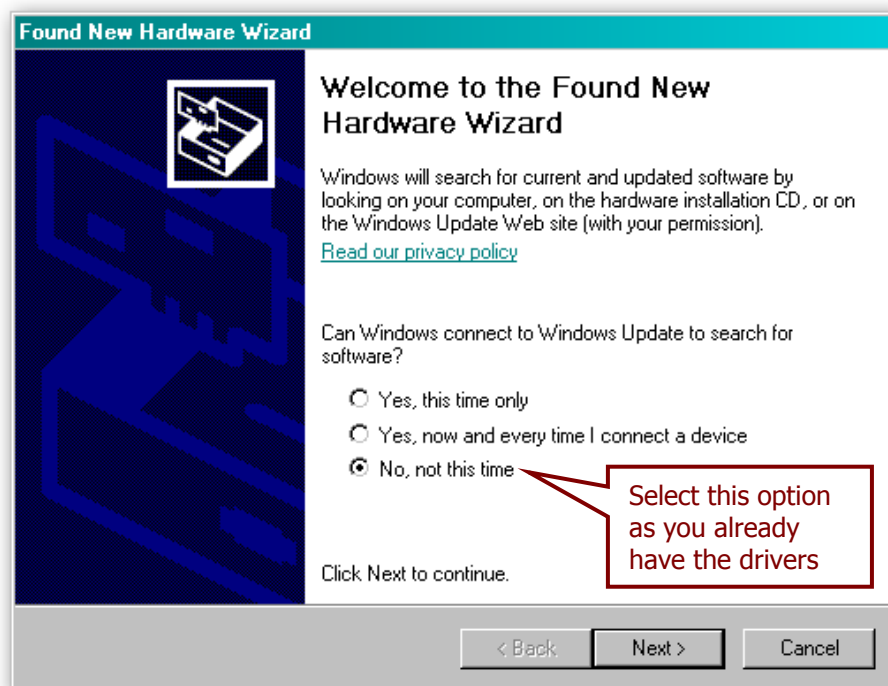 Found New Hardware Wizard
Welcome to the Found New
Hardware Wizard
Windows will search for current and updated software by
looking on your computer, on the hardware installation CD, or on
the Windows Update Web site (with your permission).
Read our privacy policy
Can Windows connect to Windows Update to search for
software?
Yes, this time only
Yes, now and every time I connect a device
No, not this time
Select this option
as you already
have the drivers
Click Next to continue.
< Back
Next >
Cancel